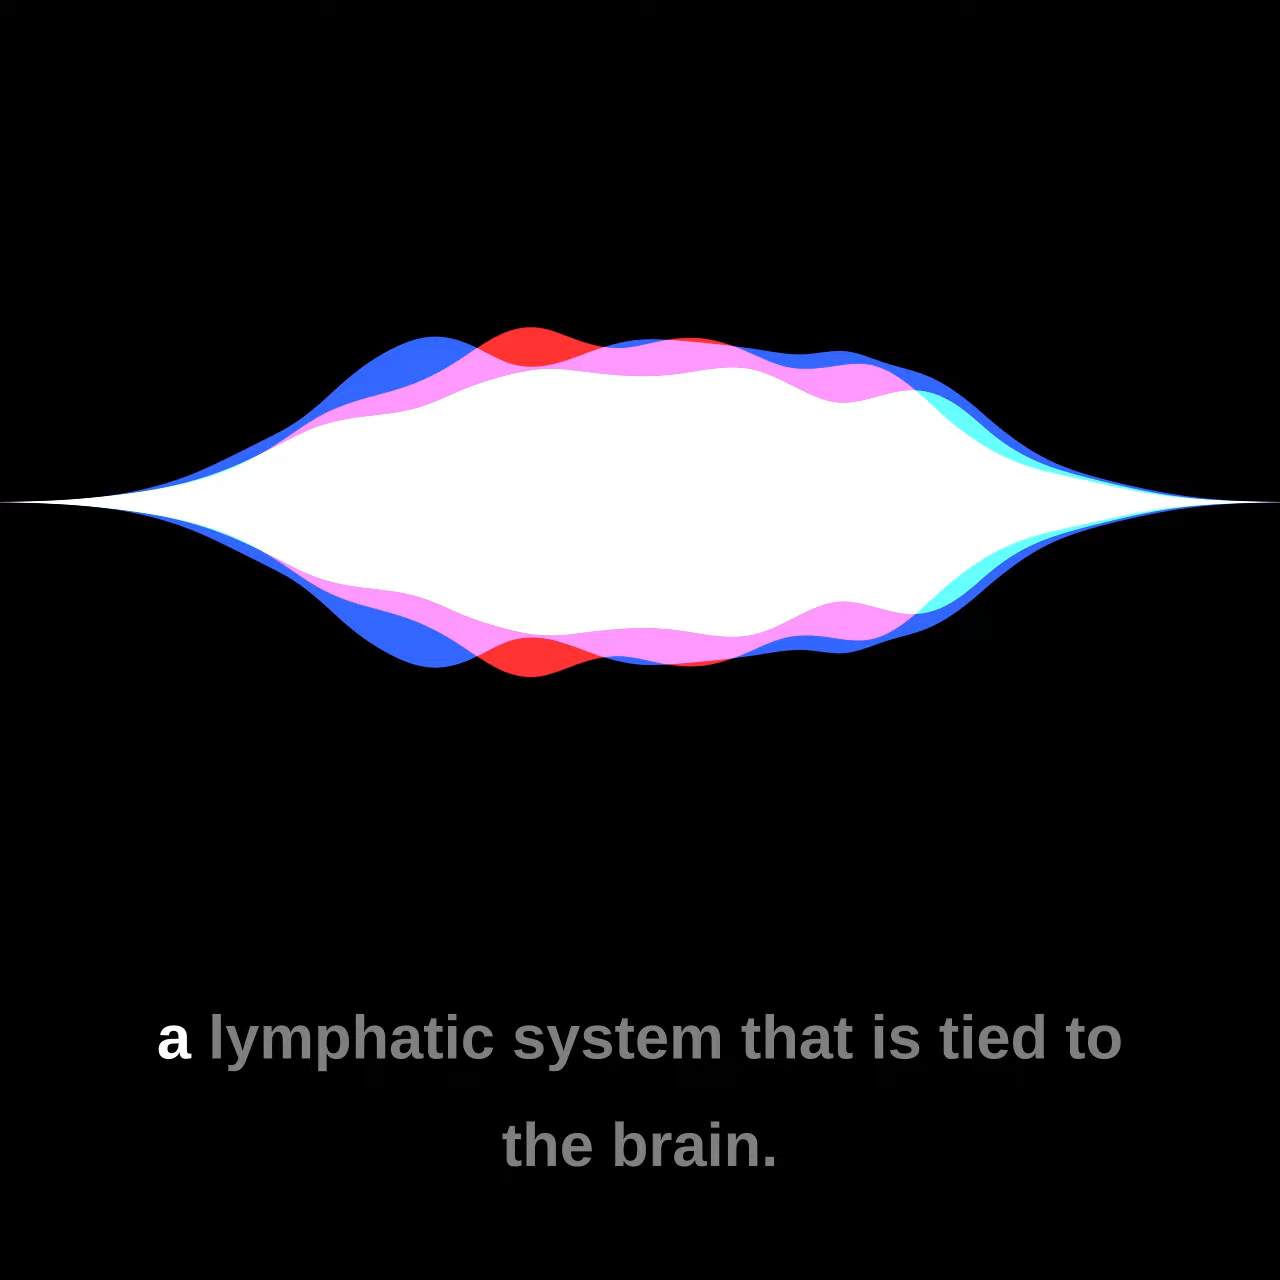 a lymphatic system that is tied to
the brain.